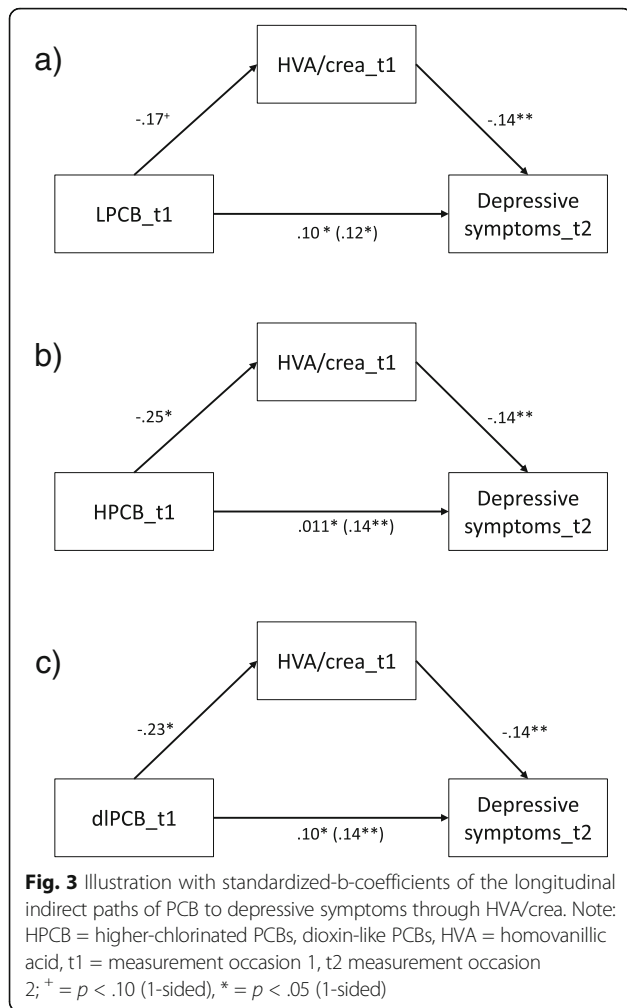 a)
HVA/crea_t1
-.17⁺
-.14**
LPCB_t1
Depressive
symptoms_t2
.10 * (.12*)
b)
HVA/crea_t1
-.25*
-.14**
HPCB_t1
Depressive
symptoms_t2
.011* (.14**)
c)
HVA/crea_t1
-.23*
-.14**
dlPCB_t1
Depressive
symptoms_t2
.10* (.14**)
Fig. 3 Illustration with standardized-b-coefficients of the longitudinal
indirect paths of PCB to depressive symptoms through HVA/crea. Note:
HPCB = higher-chlorinated PCBs, dioxin-like PCBs, HVA = homovanillic
acid, t1 = measurement occasion 1, t2 measurement occasion
2; ⁺ = p < .10 (1-sided), * = p < .05 (1-sided)